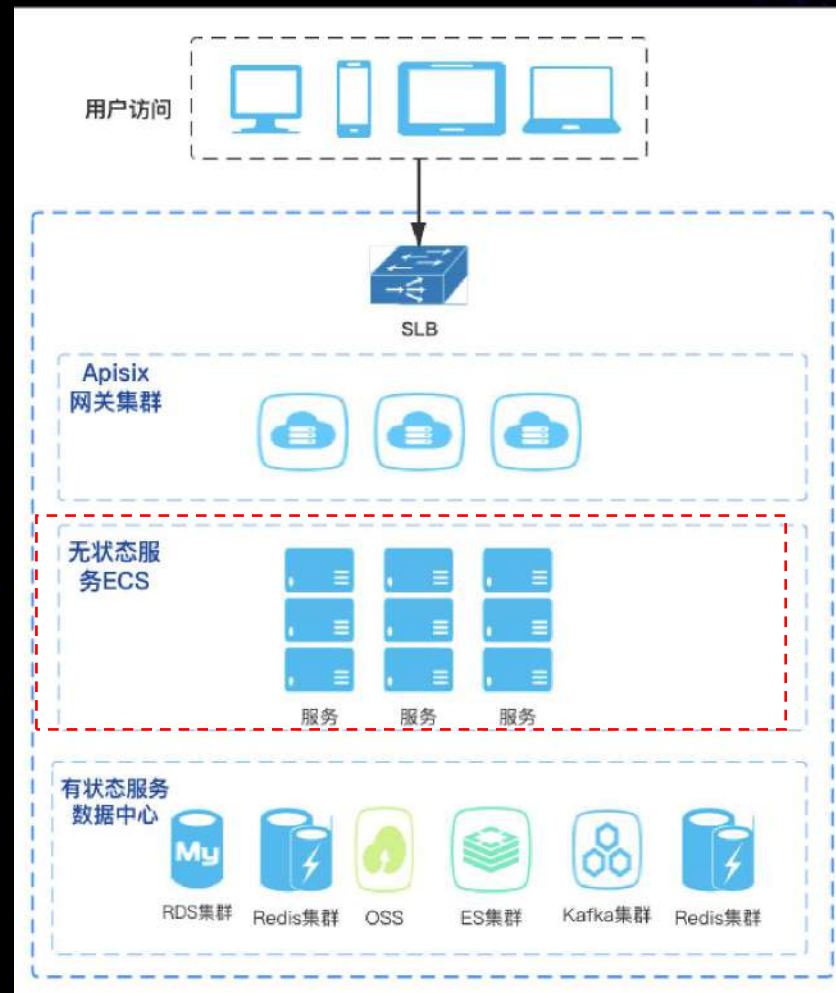 用户访问
SLB
Apisix
网关集群
无状态服
务ECS
服务 服务 服务
有状态服务
数据中心
My
RDS集群 Redis集群 OSS ES集群 Kafka集群 Redis集群